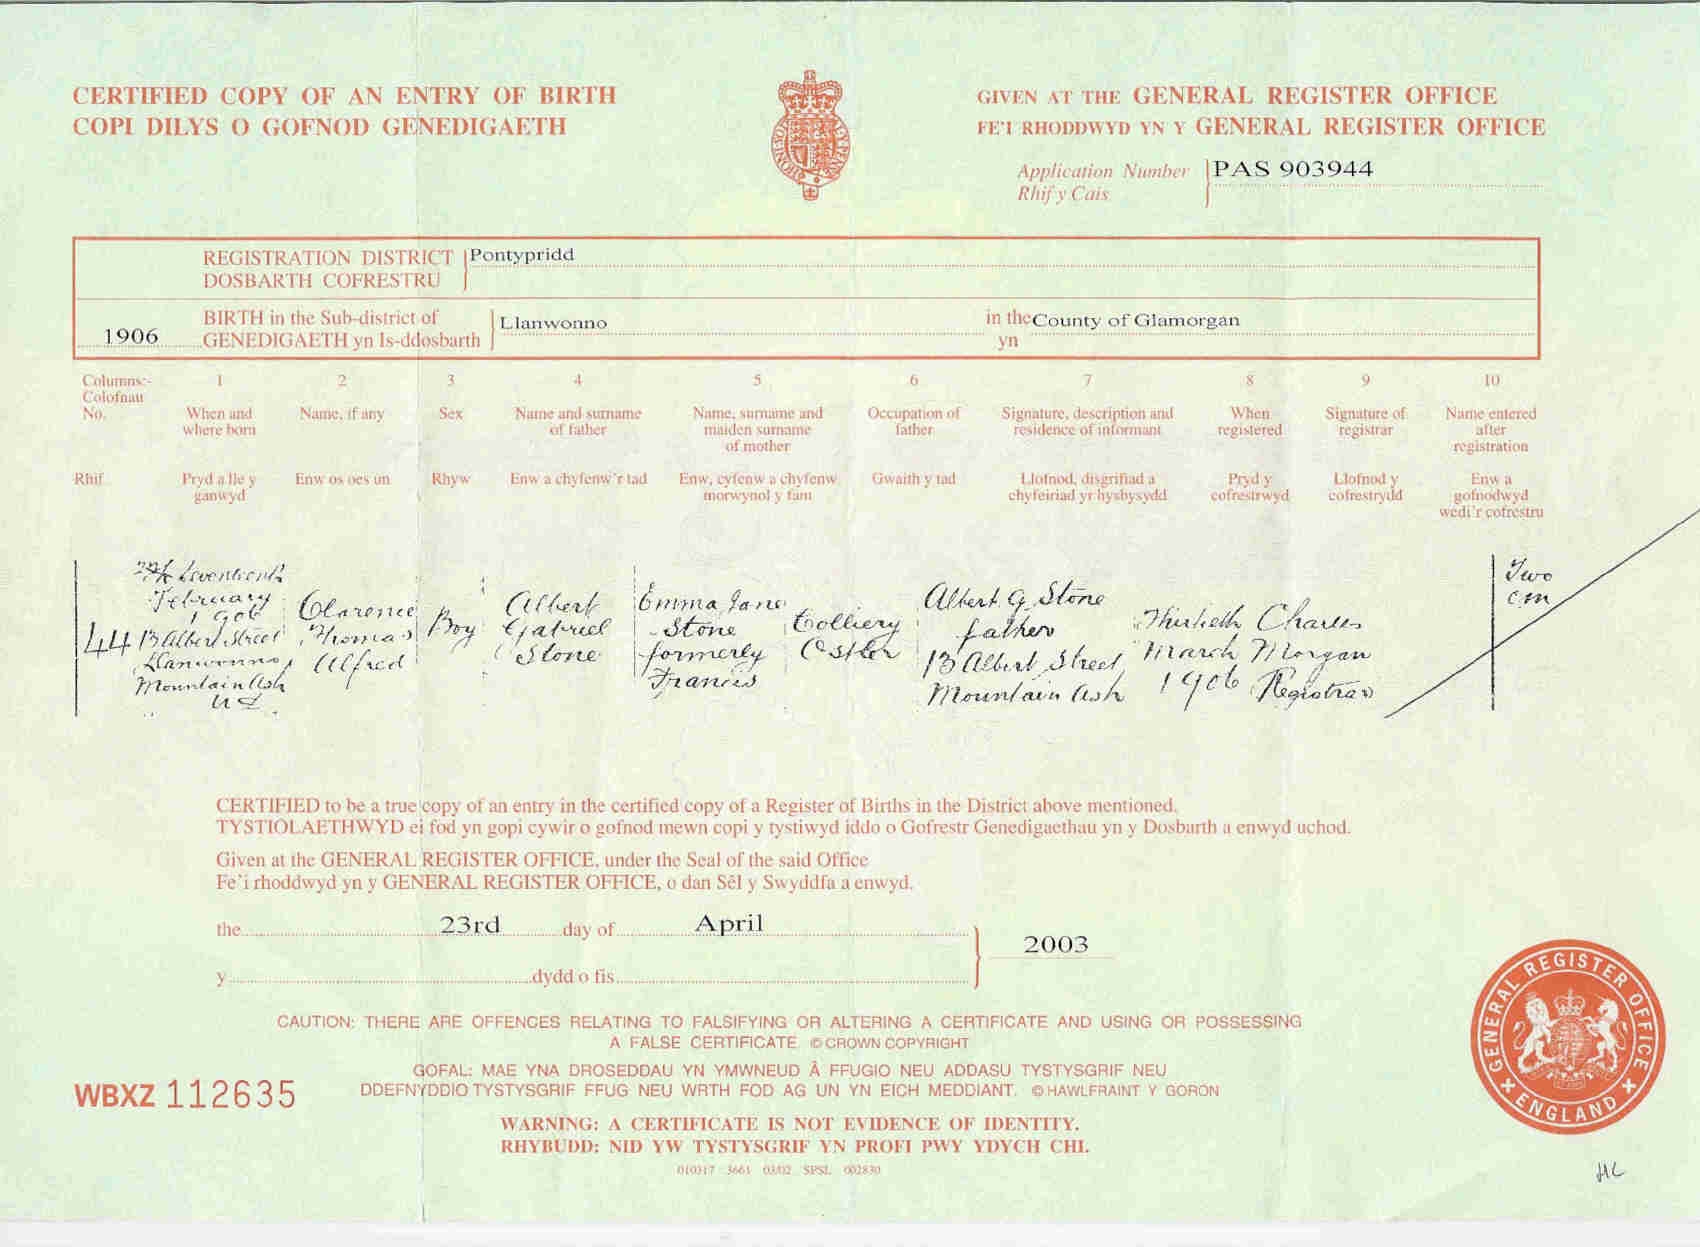 CERTIFIED COPY OF AN ENTRY OF BIRTH
COPI DILYS O GOFNOD GENEDIGAETH
HONI SOIT QUI MAL Y PENSE
GIVEN AT THE GENERAL REGISTER OFFICE
FE'I RHODDWYD YN Y GENERAL REGISTER OFFICE
Application Number PAS 903944
Rhif y Cais
REGISTRATION DISTRICT Pontypridd
DOSBARTH COFRESTRU
1906 BIRTH in the Sub-district of Llanwonno in the County of Glamorgan
GENEDIGAETH yn Is-ddosbarth yn
Columns:- 1 2 3 4 5 6 7 8 9 10
Colofnau
No. When and where born Name, if any Sex Name and surname of father Name, surname and maiden surname of mother Occupation of father Signature, description and residence of informant When registered Signature of registrar Name entered after registration
Rhif Pryd a lle y ganwyd Enw os oes un Rhyw Enw a chyfenw'r tad Enw, cyfenw a chyfenw morwynol y fam Gwaith y tad Llofnod, disgrifiad a chyfeiriad yr hysbysydd Pryd y cofrestrwyd Llofnod y cofrestrydd Enw a gofnodwyd wedi'r cofrestru
44
Seventeenth
February
1906
13 Albert Street
Llanwonno
Mountain Ash
Clarence
Thomas
Alfred
Boy
Albert
Gabriel
Stone
Emma Jane
Stone
formerly
Francis
Colliery
Ostler
Albert G Stone
father
13 Albert Street
Mountain Ash
Thirtieth
March
1906
Charles
Morgan
Registrar
CERTIFIED to be a true copy of an entry in the certified copy of a Register of Births in the District above mentioned.
TYSTIOLAETHWYD ei fod yn gopi cywir o gofnod mewn copi y tystiwyd iddo o Gofrestr Genedigaethau yn y Dosbarth a enwyd uchod.
Given at the GENERAL REGISTER OFFICE, under the Seal of the said Office
Fe'i rhoddwyd yn y GENERAL REGISTER OFFICE, o dan Sêl y Swyddfa a enwyd.
the 23rd day of April 2003
y dydd o fis
CAUTION: THERE ARE OFFENCES RELATING TO FALSIFYING OR ALTERING A CERTIFICATE AND USING OR POSSESSING
A FALSE CERTIFICATE. © CROWN COPYRIGHT
GOFAL: MAE YNA DROSEDDAU YN YMWNEUD Â FFUGIO NEU ADDASU TYSTYSGRIF NEU
DDEFNYDDIO TYSTYSGRIF FFUG NEU WRTH FOD AG UN YN EICH MEDDIANT. © HAWLFRAINT Y GORON
WBXZ 112635
WARNING: A CERTIFICATE IS NOT EVIDENCE OF IDENTITY.
RHYBUDD: NID YW TYSTYSGRIF YN PROFI PWY YDYCH CHI.
010317 3661 03/02 SPSL 002830
GENERAL REGISTER OFFICE
ENGLAND